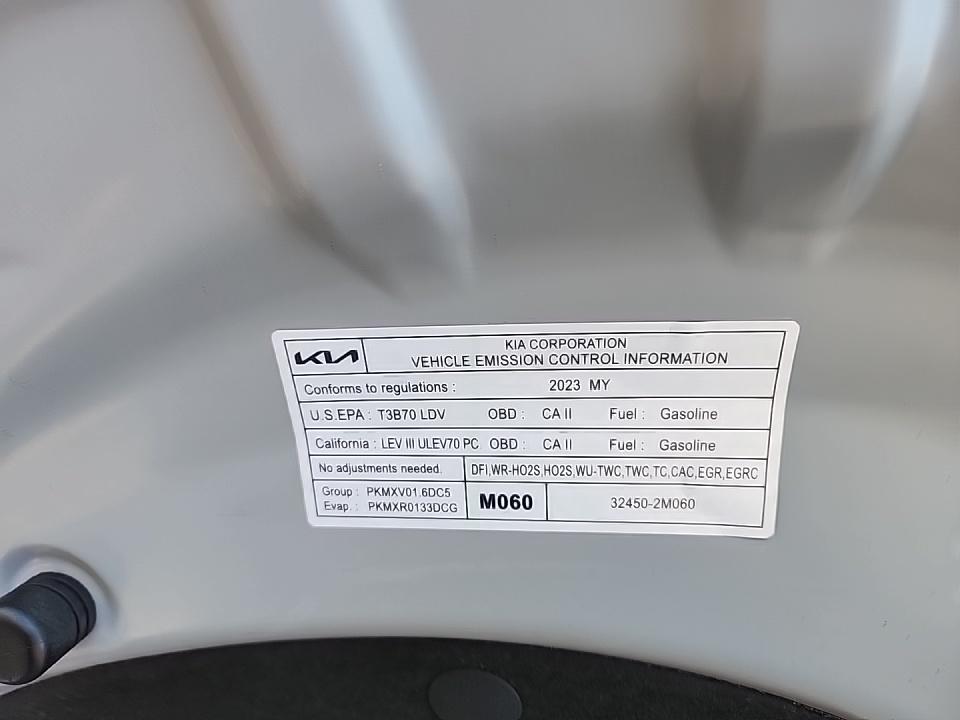 KIA
KIA CORPORATION
VEHICLE EMISSION CONTROL INFORMATION
Conforms to regulations : 2023 MY
U.S.EPA : T3B70 LDV OBD : CA II Fuel : Gasoline
California : LEV III ULEV70 PC OBD : CA II Fuel : Gasoline
No adjustments needed. DFI,WR-HO2S,HO2S,WU-TWC,TWC,TC,CAC,EGR,EGRC
Group : PKMXV01.6DC5
Evap. : PKMXR0133DCG
M060
32450-2M060